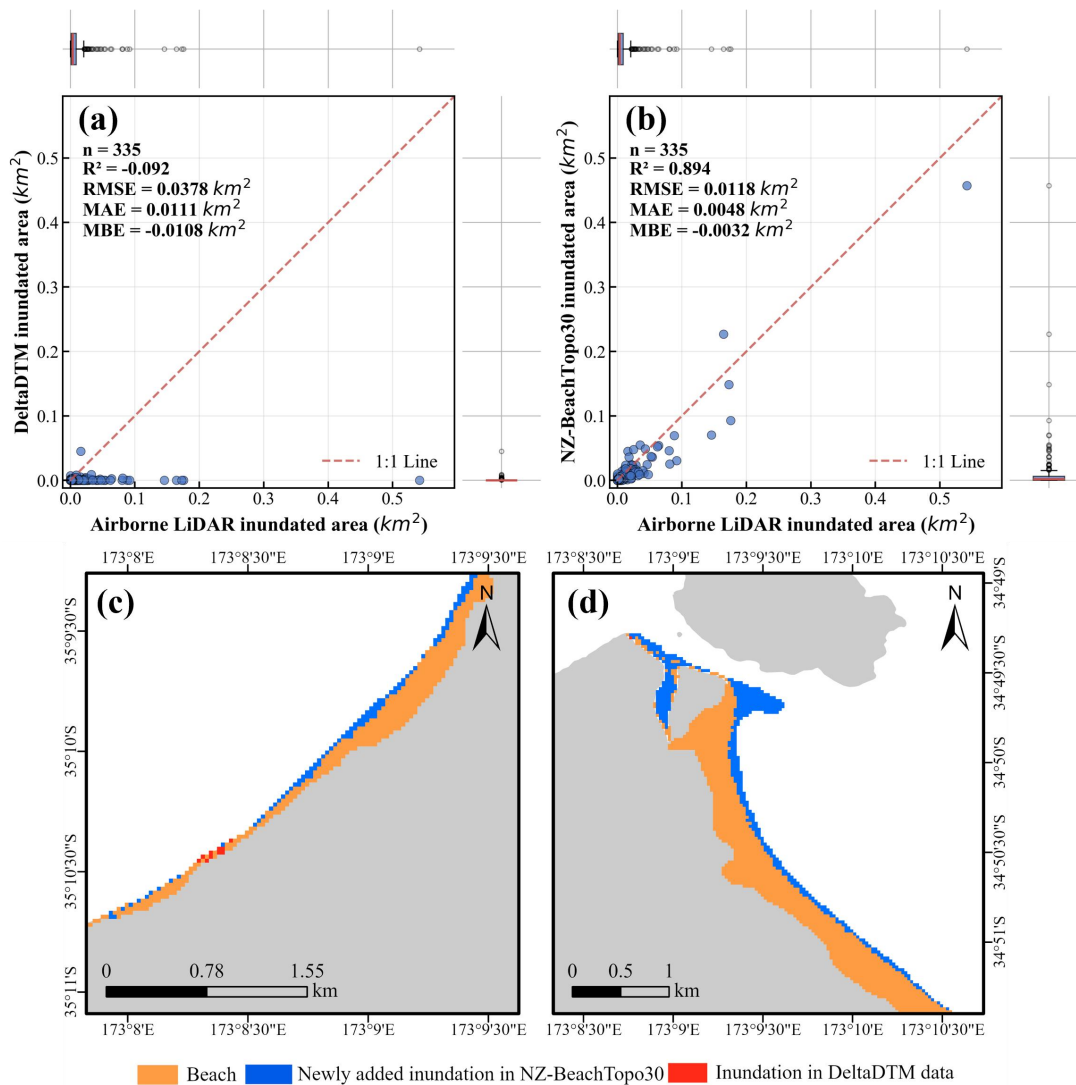 (a)
n = 335
R² = -0.092
RMSE = 0.0378 km²
MAE = 0.0111 km²
MBE = -0.0108 km²
DeltaDTM inundated area (km²)
0.5
0.4
0.3
0.2
0.1
0.0
1:1 Line
0.0 0.1 0.2 0.3 0.4 0.5
Airborne LiDAR inundated area (km²)
(b)
n = 335
R² = 0.894
RMSE = 0.0118 km²
MAE = 0.0048 km²
MBE = -0.0032 km²
NZ-BeachTopo30 inundated area (km²)
0.5
0.4
0.3
0.2
0.1
0.0
1:1 Line
0.0 0.1 0.2 0.3 0.4 0.5
Airborne LiDAR inundated area (km²)
173°8'E 173°8'30"E 173°9'E 173°9'30"E
(c)
N
35°9'30"S
35°10'S
35°10'30"S
35°11'S
0 0.78 1.55
km
173°8'E 173°8'30"E 173°9'E 173°9'30"E
173°8'30"E 173°9'E 173°9'30"E 173°10'E 173°10'30"E
(d)
N
34°49'S
34°49'30"S
34°50'S
34°50'30"S
34°51'S
0 0.5 1
km
173°8'30"E 173°9'E 173°9'30"E 173°10'E 173°10'30"E
Beach Newly added inundation in NZ-BeachTopo30 Inundation in DeltaDTM data